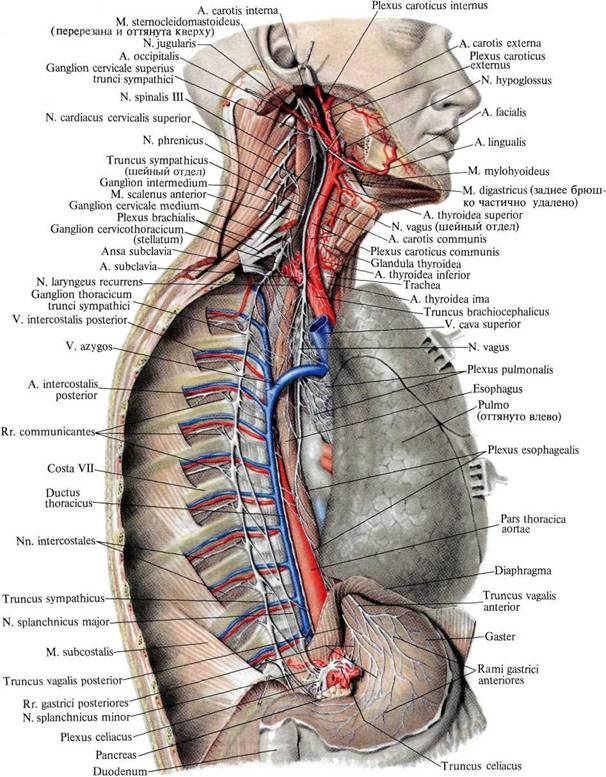 A. carotis interna
M. sternocleidomastoideus
(перерезана и оттянута кверху)
N. jugularis
A. occipitalis
Ganglion cervicale superius
trunci sympathici
N. spinalis III
N. cardiacus cervicalis superior
N. phrenicus
Truncus sympathicus
(шейный отдел)
Ganglion intermedium
M. scalenus anterior
Ganglion cervicale medium
Plexus brachialis
Ganglion cervicothoracicum
(stellatum)
Ansa subclavia
A. subclavia
N. laryngeus recurrens
Ganglion thoracicum
trunci sympathici
V. intercostalis posterior
V. azygos
A. intercostalis
posterior
Rr. communicantes
Costa VII
Ductus
thoracicus
Nn. intercostales
Truncus sympathicus
N. splanchnicus major
M. subcostalis
Truncus vagalis posterior
Rr. gastrici posteriores
N. splanchnicus minor
Plexus celiacus
Pancreas
Duodenum
Plexus caroticus internus
A. carotis externa
Plexus caroticus
externus
N. hypoglossus
A. facialis
A. lingualis
M. mylohyoideus
M. digastricus (заднее брюш-
ко частично удалено)
A. thyroidea superior
N. vagus (шейный отдел)
A. carotis communis
Plexus caroticus communis
Glandula thyroidea
A. thyroidea inferior
Trachea
A. thyroidea ima
Truncus brachiocephalicus
V. cava superior
N. vagus
Plexus pulmonalis
Esophagus
Pulmo
(оттянуто влево)
Plexus esophagealis
Pars thoracica
aortae
Diaphragma
Truncus vagalis
anterior
Gaster
Rami gastrici
anteriores
Truncus celiacus